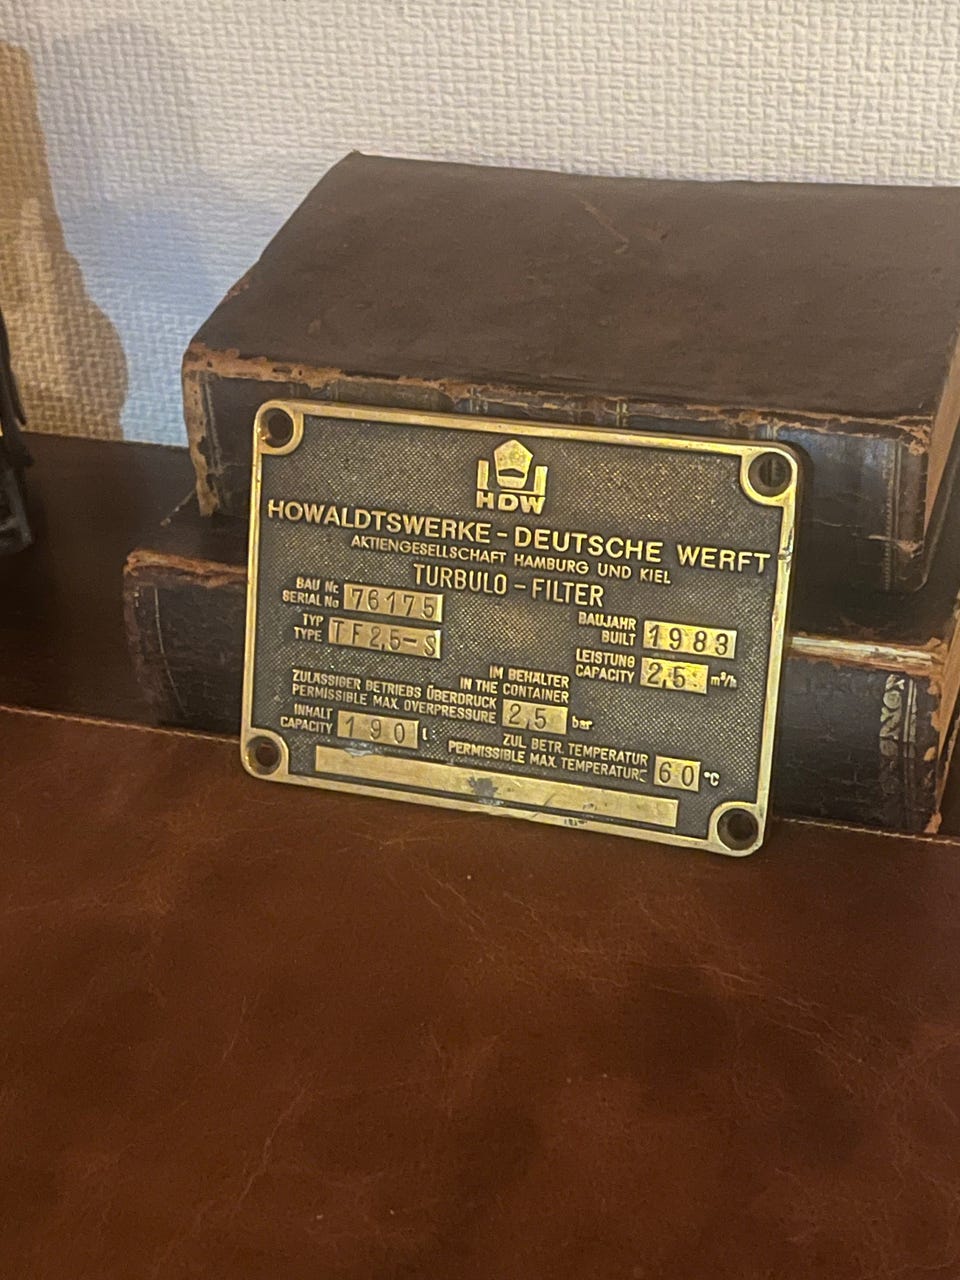 HDW
HOWALDTSWERKE - DEUTSCHE WERFT
AKTIENGESELLSCHAFT HAMBURG UND KIEL
TURBULO - FILTER
BAU Nr
SERIAL No 76175
TYP
TYPE TF2,5-S
BAUJAHR
BUILT 1983
LEISTUNG
CAPACITY 2,5 m³/h
IM BEHÄLTER
IN THE CONTAINER
ZULÄSSIGER BETRIEBS ÜBERDRUCK
PERMISSIBLE MAX. OVERPRESSURE 2,5 bar
INHALT
CAPACITY 190 l
ZUL BETR. TEMPERATUR
PERMISSIBLE MAX. TEMPERATURE 60 °C